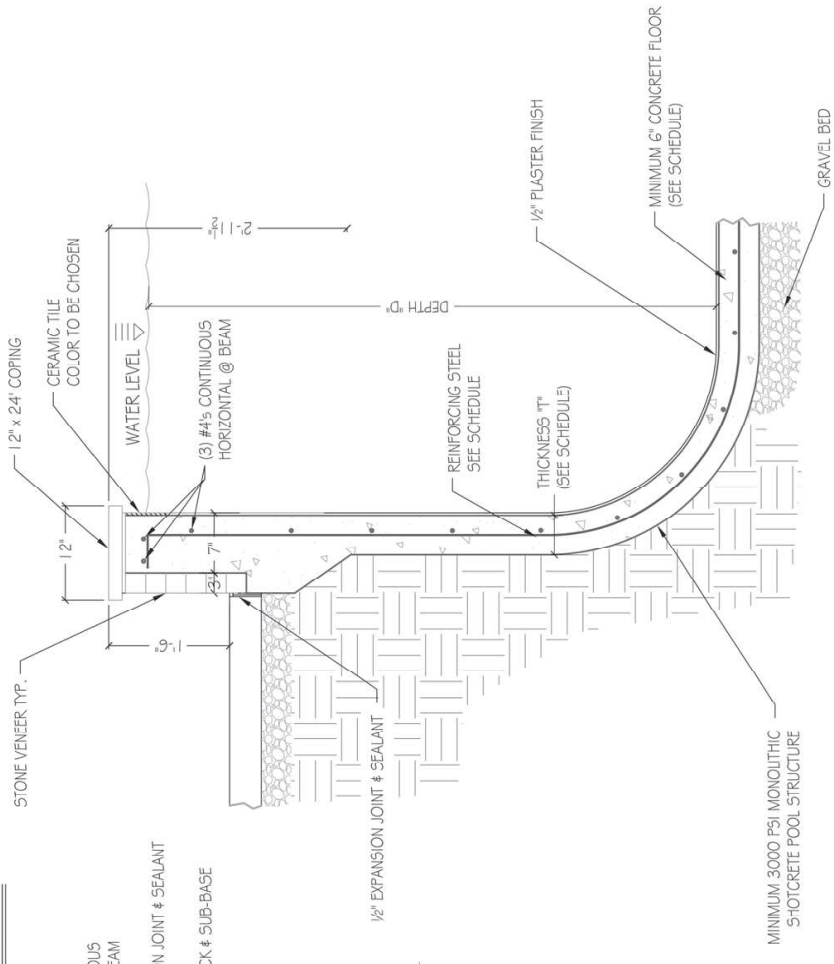 12" x 24' COPING
CERAMIC TILE
COLOR TO BE CHOSEN
12"
STONE VENEER TYP.
WATER LEVEL
2'-11½"
(3) #4's CONTINUOUS
HORIZONTAL @ BEAM
3"
7"
1'-6"
DEPTH "D"
REINFORCING STEEL
SEE SCHEDULE
THICKNESS "T"
(SEE SCHEDULE)
½" PLASTER FINISH
MINIMUM 6" CONCRETE FLOOR
(SEE SCHEDULE)
GRAVEL BED
½" EXPANSION JOINT & SEALANT
MINIMUM 3000 PSI MONOLITHIC
SHOTCRETE POOL STRUCTURE
OUS
EAM
ON JOINT & SEALANT
CK & SUB-BASE